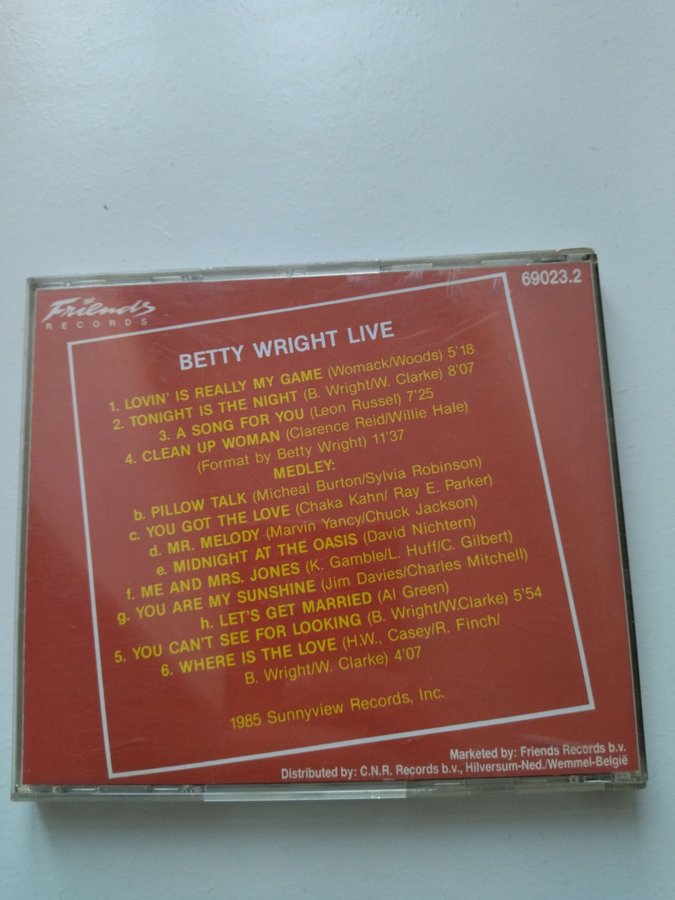 Friends
RECORDS
69023.2
BETTY WRIGHT LIVE
1. LOVIN' IS REALLY MY GAME (Womack/Woods) 5'18
2. TONIGHT IS THE NIGHT (B. Wright/W. Clarke) 8'07
3. A SONG FOR YOU (Leon Russel) 7'25
4. CLEAN UP WOMAN (Clarence Reid/Willie Hale)
(Format by Betty Wright) 11'37
MEDLEY:
b. PILLOW TALK (Micheal Burton/Sylvia Robinson)
c. YOU GOT THE LOVE (Chaka Kahn/ Ray E. Parker)
d. MR. MELODY (Marvin Yancy/Chuck Jackson)
e. MIDNIGHT AT THE OASIS (David Nichtern)
f. ME AND MRS. JONES (K. Gamble/L. Huff/C. Gilbert)
g. YOU ARE MY SUNSHINE (Jim Davies/Charles Mitchell)
h. LET'S GET MARRIED (Al Green)
5. YOU CAN'T SEE FOR LOOKING (B. Wright/W.Clarke) 5'54
6. WHERE IS THE LOVE (H.W., Casey/R. Finch/
B. Wright/W. Clarke) 4'07
1985 Sunnyview Records, Inc.
Marketed by: Friends Records b.v.
Distributed by: C.N.R. Records b.v., Hilversum-Ned./Wemmel-België